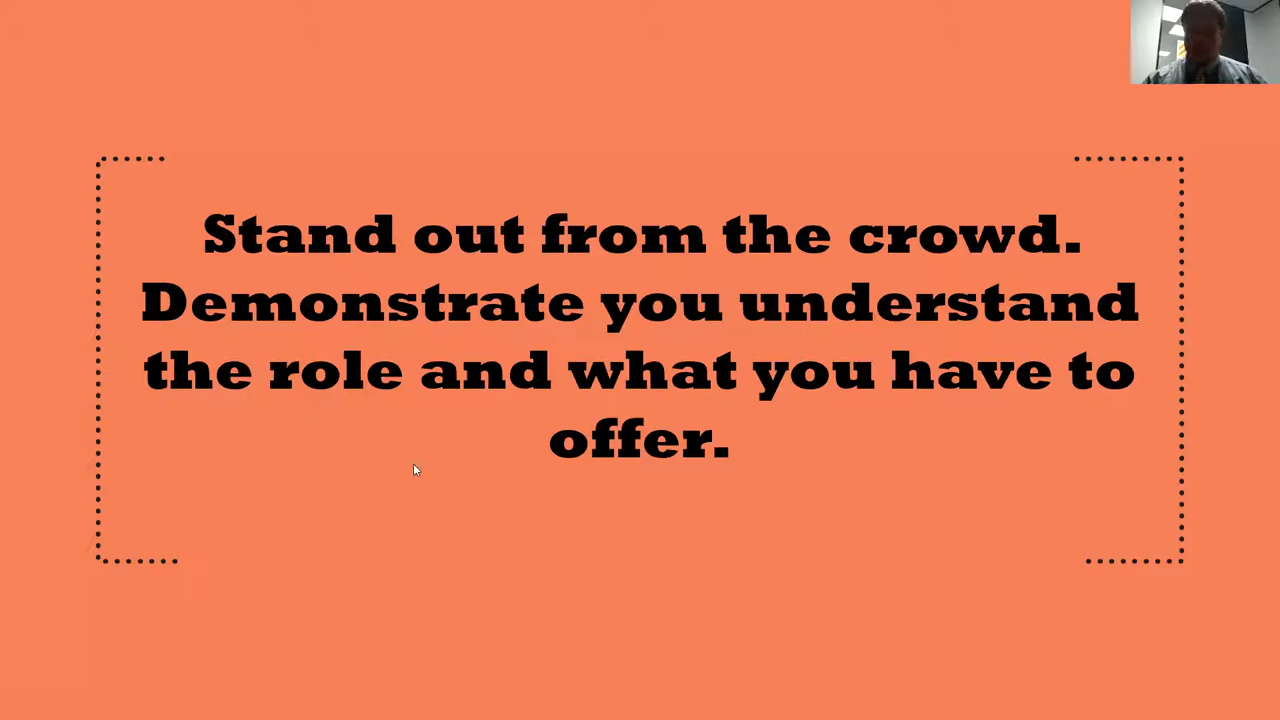 Stand out from the crowd.
Demonstrate you understand
the role and what you have to
offer.